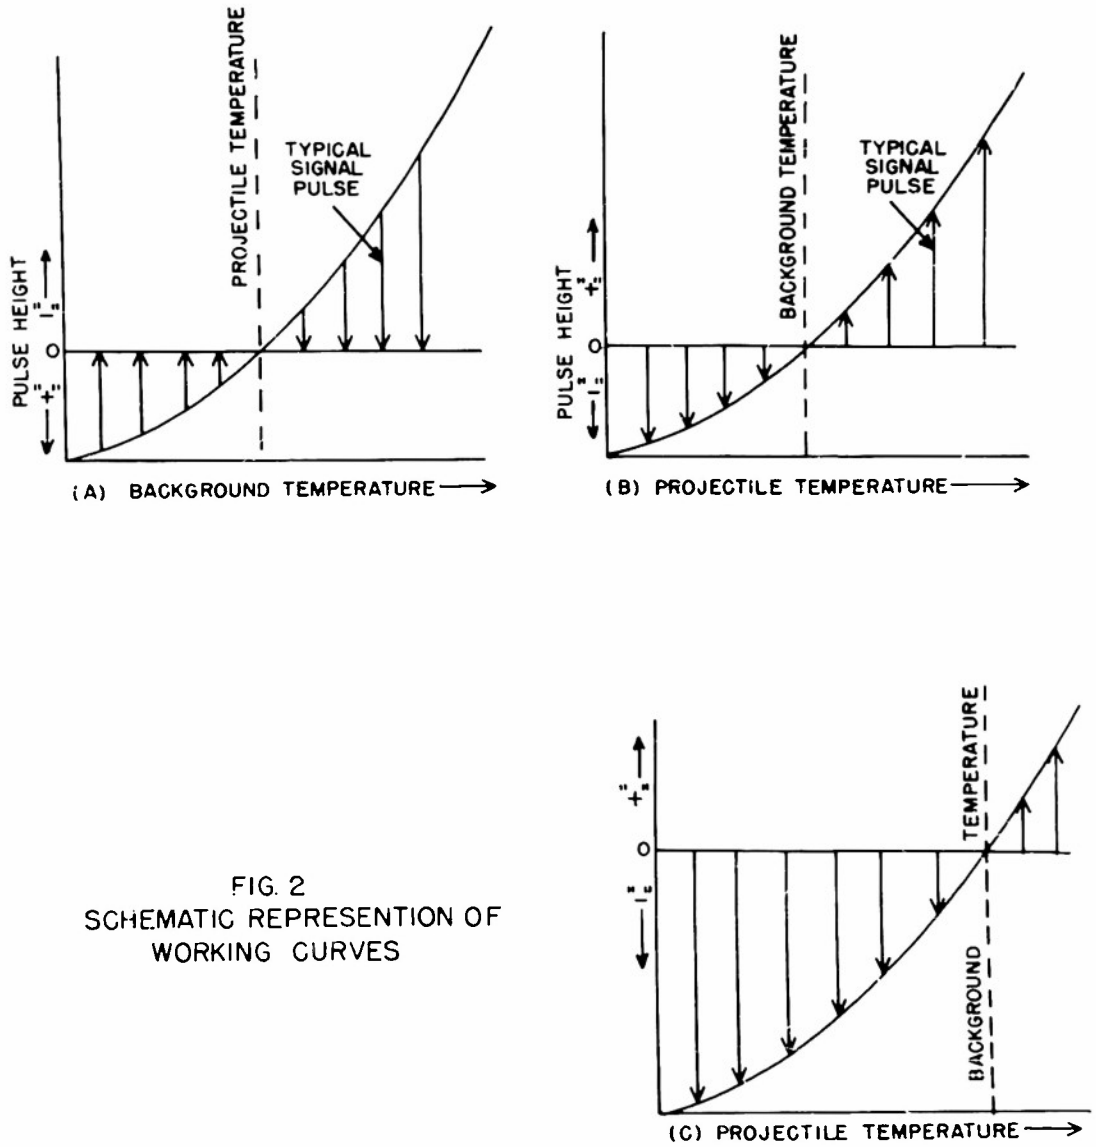 PROJECTILE TEMPERATURE
TYPICAL
SIGNAL
PULSE
PULSE HEIGHT
"-"
0
"+"
(A) BACKGROUND TEMPERATURE
BACKGROUND TEMPERATURE
TYPICAL
SIGNAL
PULSE
PULSE HEIGHT
"+"
0
"-"
(B) PROJECTILE TEMPERATURE
BACKGROUND TEMPERATURE
"+"
0
"-"
(C) PROJECTILE TEMPERATURE
FIG. 2
SCHEMATIC REPRESENTION OF
WORKING CURVES